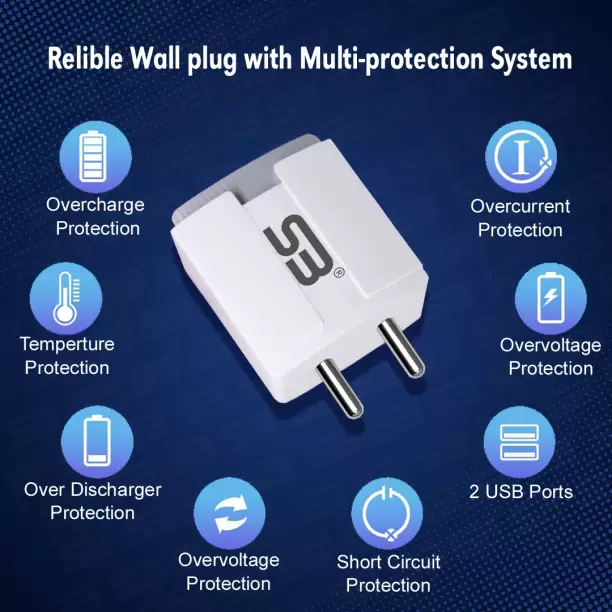 Relible Wall plug with Multi-protection System
Overcharge
Protection
Overcurrent
Protection
SB
®
Temperture
Protection
Overvoltage
Protection
Over Discharger
Protection
2 USB Ports
Overvoltage
Protection
Short Circuit
Protection